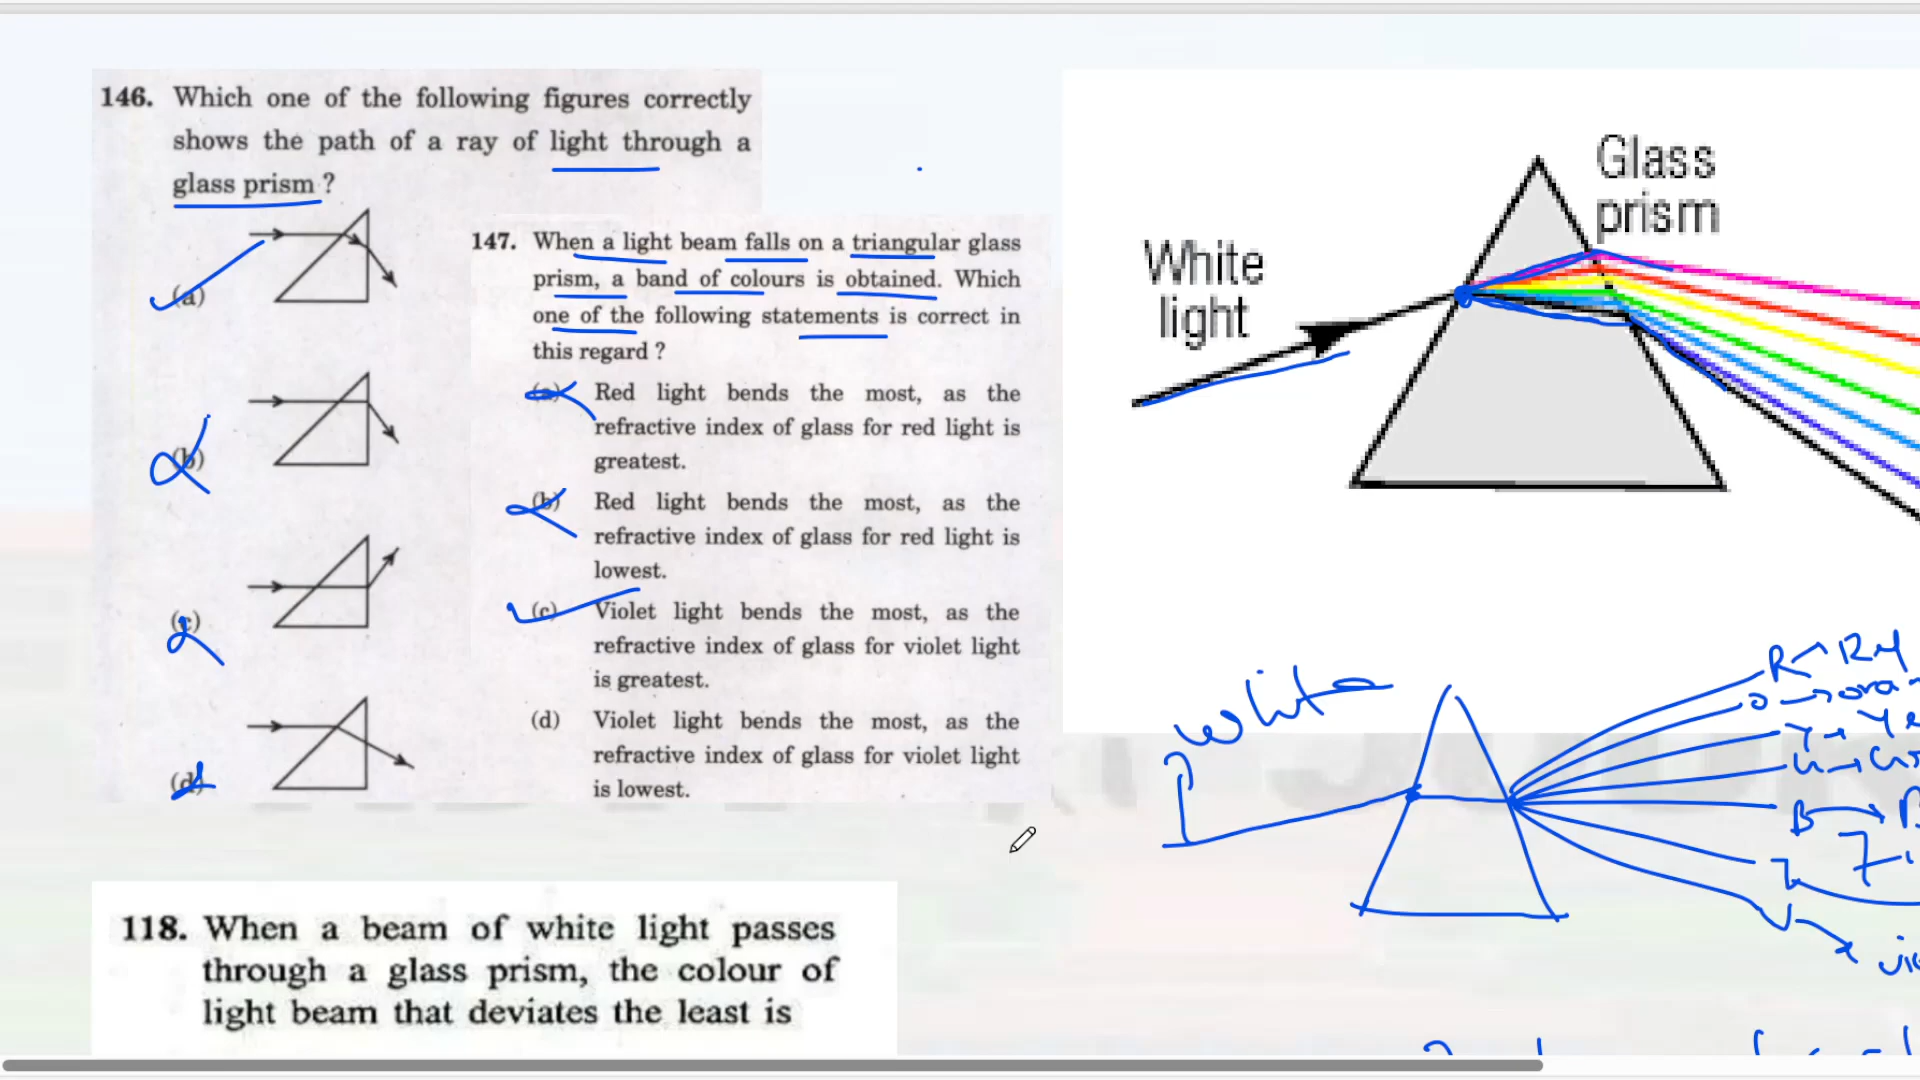 146. Which one of the following figures correctly
shows the path of a ray of light through a
glass prism ?
(a)
(b)
(c)
(d)
147. When a light beam falls on a triangular glass
prism, a band of colours is obtained. Which
one of the following statements is correct in
this regard ?
(a) Red light bends the most, as the
refractive index of glass for red light is
greatest.
(b) Red light bends the most, as the
refractive index of glass for red light is
lowest.
(c) Violet light bends the most, as the
refractive index of glass for violet light
is greatest.
(d) Violet light bends the most, as the
refractive index of glass for violet light
is lowest.
118. When a beam of white light passes
through a glass prism, the colour of
light beam that deviates the least is
Glass
prism
White
light
White
R
O
Y
B
V